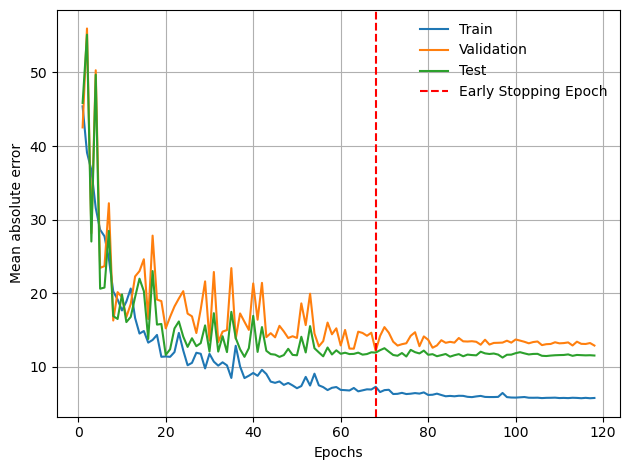 Train
Validation
Test
Early Stopping Epoch
Mean absolute error
50
40
30
20
10
0 20 40 60 80 100 120
Epochs